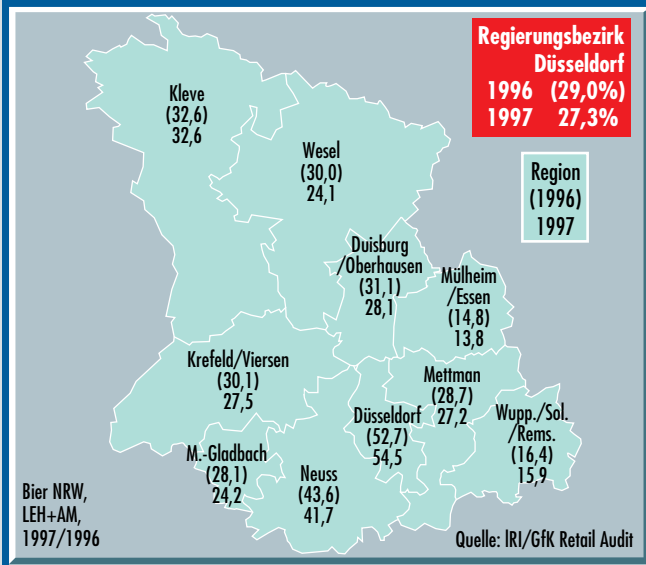 Regierungsbezirk
Düsseldorf
1996 (29,0%)
1997 27,3%
Region
(1996)
1997
Kleve
(32,6)
32,6
Wesel
(30,0)
24,1
Duisburg
/Oberhausen
(31,1)
28,1
Mülheim
/Essen
(14,8)
13,8
Krefeld/Viersen
(30,1)
27,5
Mettman
(28,7)
27,2
Düsseldorf
(52,7)
54,5
Wupp./Sol.
/Rems.
(16,4)
15,9
M.-Gladbach
(28,1)
24,2
Neuss
(43,6)
41,7
Bier NRW,
LEH+AM,
1997/1996
Quelle: IRI/GfK Retail Audit